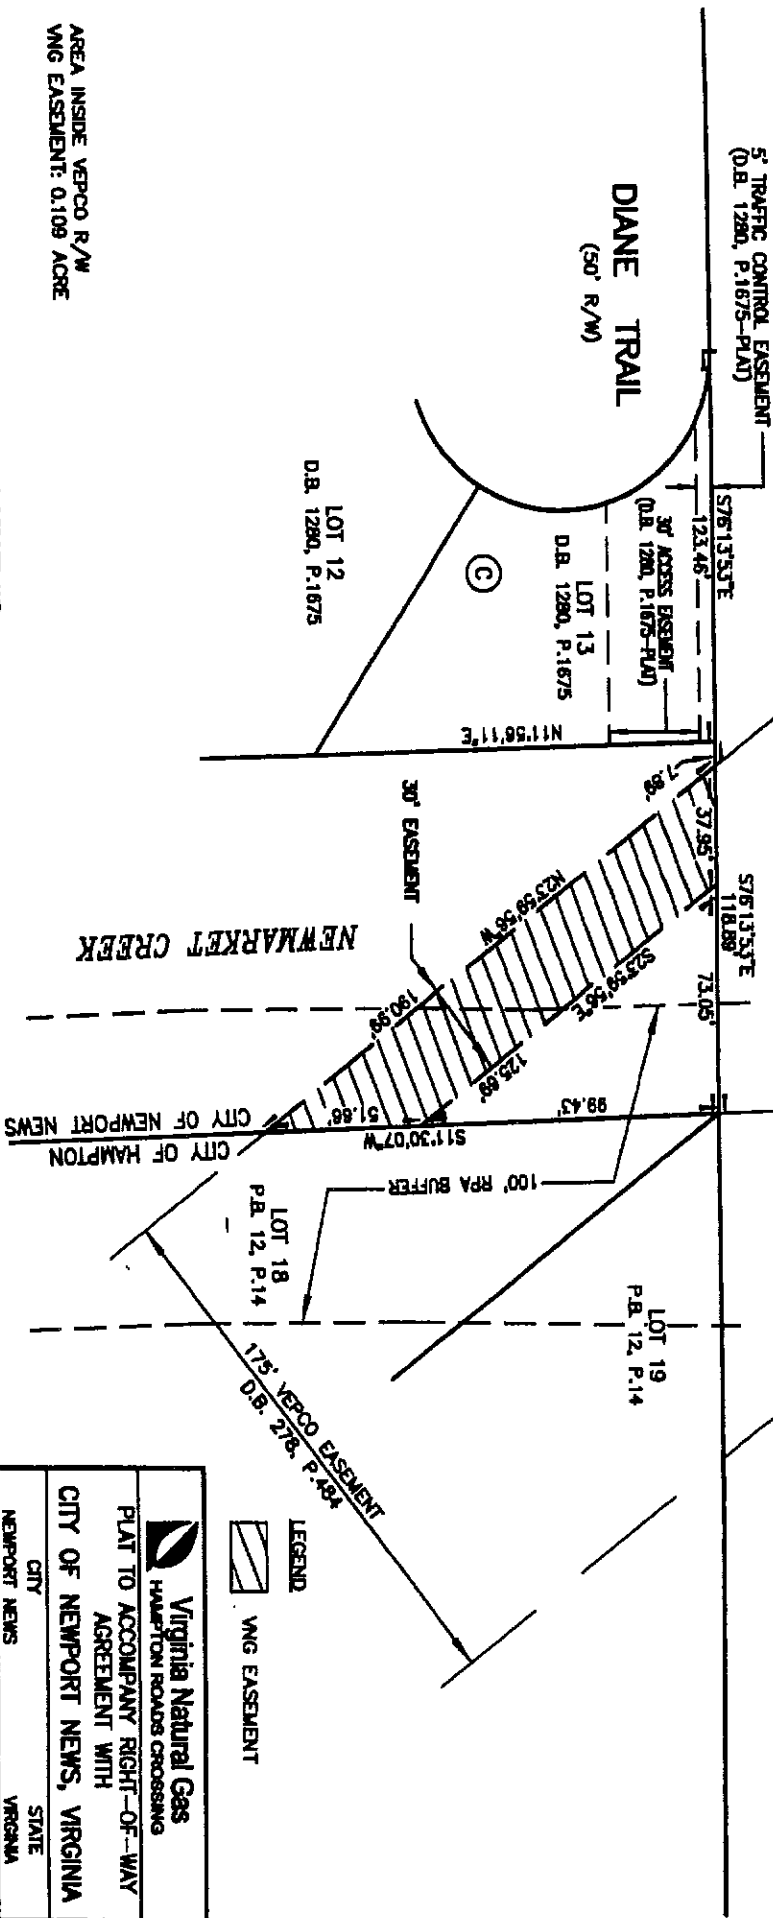 5' TRAFFIC CONTROL EASEMENT
(D.B. 1280, P.1675-PLAT)
DIANE TRAIL
(50' R/W)
S76°13'53"E
123.46'
30' ACCESS EASEMENT
(D.B. 1280, P.1675-PLAT)
LOT 13
D.B. 1280, P.1675
C
LOT 12
D.B. 1280, P.1675
AREA INSIDE VEPCO R/W
VNG EASEMENT: 0.109 ACRE
N11°56'11"E
7.89'
37.95'
S76°13'53"E
118.89'
73.05'
30' EASEMENT
N23°59'56"W
190.99'
S23°59'56"E
125.69'
NEWMARKET CREEK
99.43'
51.86'
S11°30'07"W
CITY OF NEWPORT NEWS
CITY OF HAMPTON
100' RPA BUFFER
LOT 18
P.B. 12, P.14
LOT 19
P.B. 12, P.14
175' VEPCO EASEMENT
D.B. 278, P.484
LEGEND
VNG EASEMENT
Virginia Natural Gas
HAMPTON ROADS CROSSING
PLAT TO ACCOMPANY RIGHT-OF-WAY
AGREEMENT WITH
CITY OF NEWPORT NEWS, VIRGINIA
CITY
STATE
NEWPORT NEWS
VIRGINIA